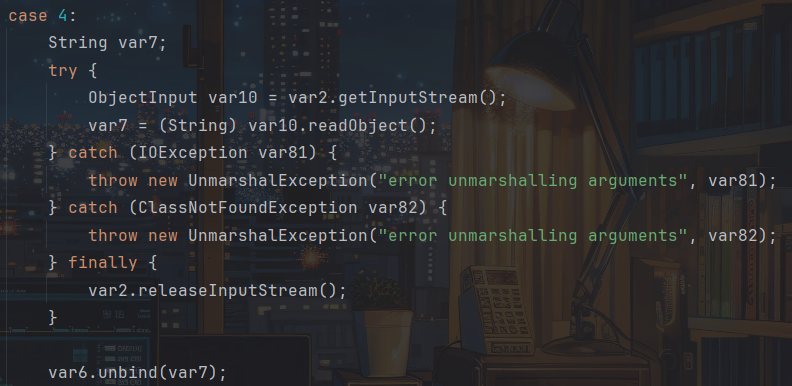 case 4:
    String var7;
    try {
        ObjectInput var10 = var2.getInputStream();
        var7 = (String) var10.readObject();
    } catch (IOException var81) {
        throw new UnmarshalException("error unmarshalling arguments", var81);
    } catch (ClassNotFoundException var82) {
        throw new UnmarshalException("error unmarshalling arguments", var82);
    } finally {
        var2.releaseInputStream();
    }
    var6.unbind(var7);